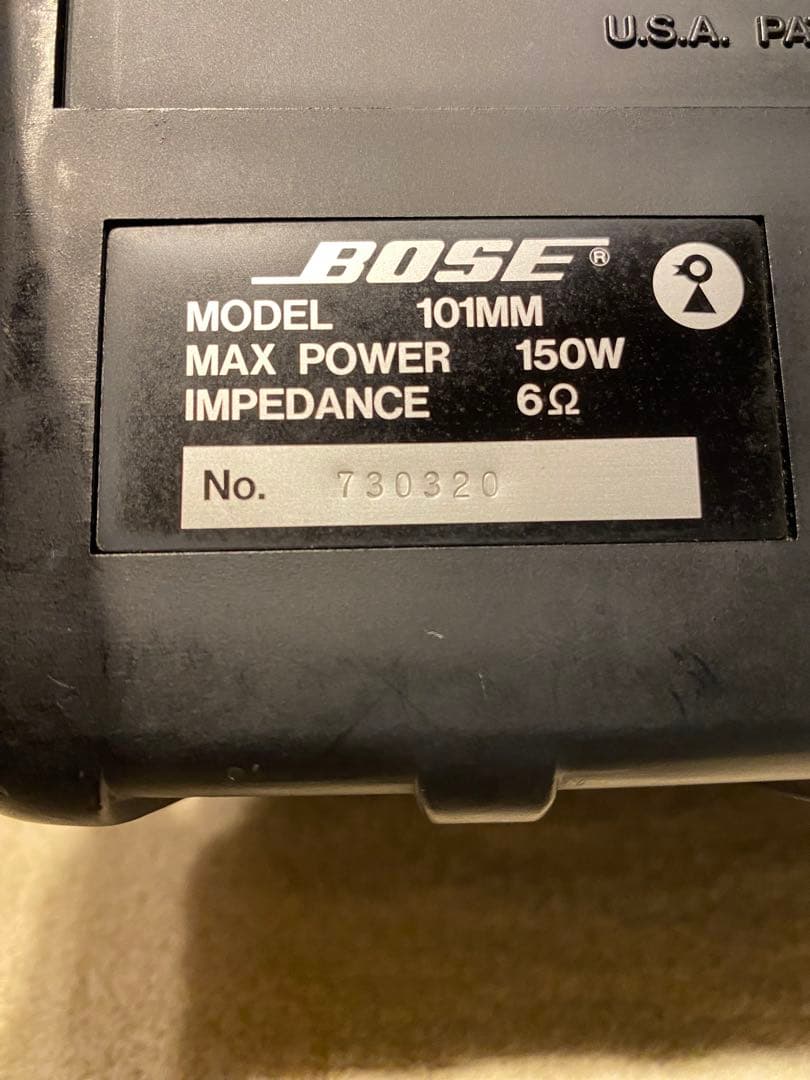 U.S.A. PA
BOSE®
MODEL 101MM
MAX POWER 150W
IMPEDANCE 6Ω
No. 730320